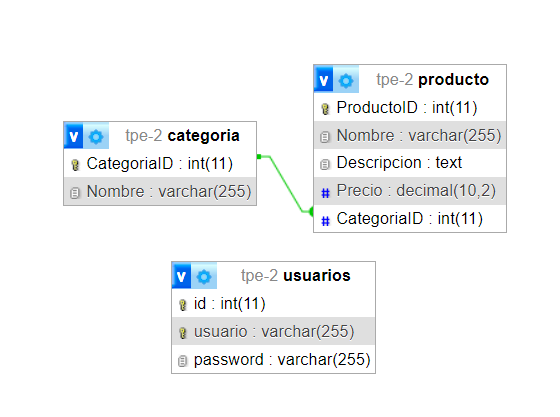 v tpe-2 producto
ProductoID : int(11)
Nombre : varchar(255)
Descripcion : text
# Precio : decimal(10,2)
# CategoriaID : int(11)
v tpe-2 categoria
CategoriaID : int(11)
Nombre : varchar(255)
v tpe-2 usuarios
id : int(11)
usuario : varchar(255)
password : varchar(255)